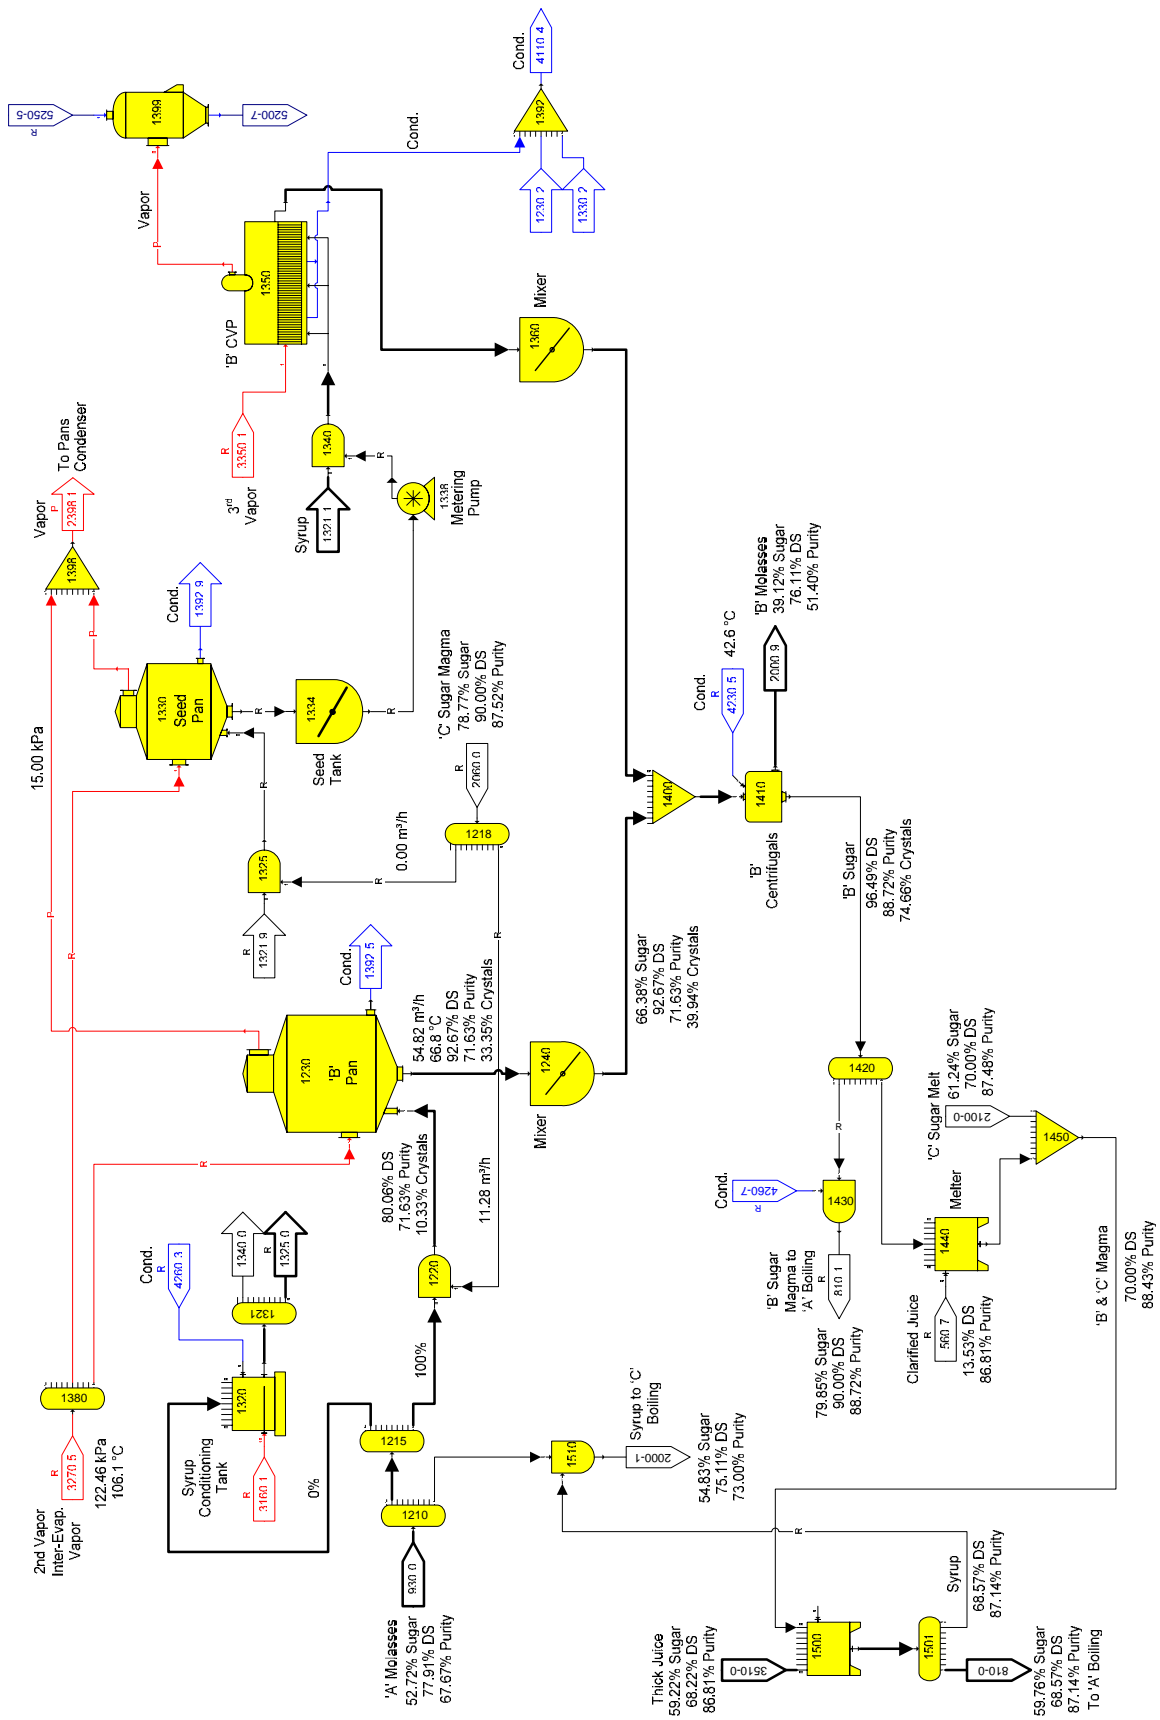 2nd Vapor
Inter-Evap.
Vapor
R
3270.5
122.46 kPa
106.1 °C
1380
R
R
P
15.00 kPa
Syrup
Conditioning
Tank
R
3160.1
1320
Cond.
R
4260.3
1321
1340.0
R
1325.0
0%
100%
'A' Molasses
52.72% Sugar
77.91% DS
67.67% Purity
930.0
1210
1215
1220
80.06% DS
71.63% Purity
10.33% Crystals
11.28 m³/h
1230
'B'
Pan
Cond.
1392.5
54.82 m³/h
66.8 °C
92.67% DS
71.63% Purity
33.35% Crystals
1240
Mixer
R
1321.9
1325
R
R
0.00 m³/h
R
1218
R
2060.0
'C' Sugar Magma
78.77% Sugar
90.00% DS
87.52% Purity
1330
Seed
Pan
Cond.
1392.9
R
1334
Seed
Tank
R
P
1398
Vapor
P
2398.1
To Pans
Condenser
1338
Metering
Pump
R
Syrup
1321.1
1340
3rd
Vapor
R
3350.1
'B' CVP
1350
Vapor
P
1399
5250-5
R
5200-7
Cond.
1392
Cond.
4110.4
1230.2
1330.2
1360
Mixer
1400
66.38% Sugar
92.67% DS
71.63% Purity
39.94% Crystals
Cond.
R
4230.5
42.6 °C
1410
'B'
Centrifugals
2000.9
'B' Molasses
39.12% Sugar
76.11% DS
51.40% Purity
'B' Sugar
96.49% DS
88.72% Purity
74.66% Crystals
1420
R
Cond.
4260-7
R
1430
'B' Sugar
Magma to
'A' Boiling
R
810.1
79.85% Sugar
90.00% DS
88.72% Purity
1440
Melter
Clarified Juice
R
560.7
13.53% DS
86.81% Purity
'C' Sugar Melt
61.24% Sugar
70.00% DS
87.48% Purity
2100-0
1450
'B' & 'C' Magma
70.00% DS
88.43% Purity
1510
Syrup to 'C'
Boiling
2000-1
54.83% Sugar
75.11% DS
73.00% Purity
R
Syrup
68.57% DS
87.14% Purity
Thick Juice
59.22% Sugar
68.22% DS
86.81% Purity
3510-0
1500
1501
810-0
59.76% Sugar
68.57% DS
87.14% Purity
To 'A' Boiling